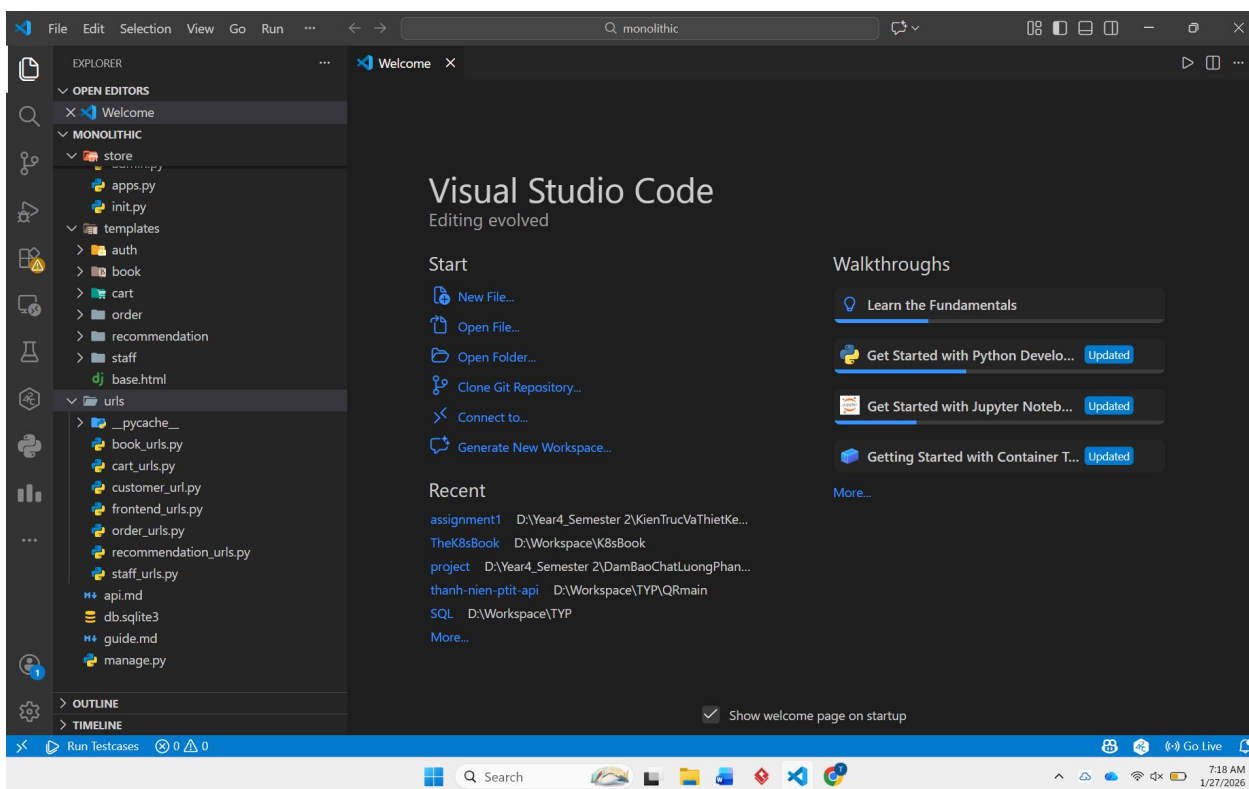 File Edit Selection View Go Run ··· monolithic
EXPLORER ···
Welcome
OPEN EDITORS
Welcome
MONOLITHIC
store
apps.py
init.py
templates
auth
book
cart
order
recommendation
staff
dj base.html
urls
__pycache__
book_urls.py
cart_urls.py
customer_url.py
frontend_urls.py
order_urls.py
recommendation_urls.py
staff_urls.py
api.md
db.sqlite3
guide.md
manage.py
OUTLINE
TIMELINE
Visual Studio Code
Editing evolved
Start
New File...
Open File...
Open Folder...
Clone Git Repository...
Connect to...
Generate New Workspace...
Recent
assignment1 D:\Year4_Semester 2\KienTrucVaThietKe...
TheK8sBook D:\Workspace\K8sBook
project D:\Year4_Semester 2\DamBaoChatLuongPhan...
thanh-nien-ptit-api D:\Workspace\TYP\QRmain
SQL D:\Workspace\TYP
More...
Walkthroughs
Learn the Fundamentals
Get Started with Python Develo... Updated
Get Started with Jupyter Noteb... Updated
Getting Started with Container T... Updated
More...
Show welcome page on startup
1
Run Testcases 0 0
Go Live
Search
7:18 AM
1/27/2026